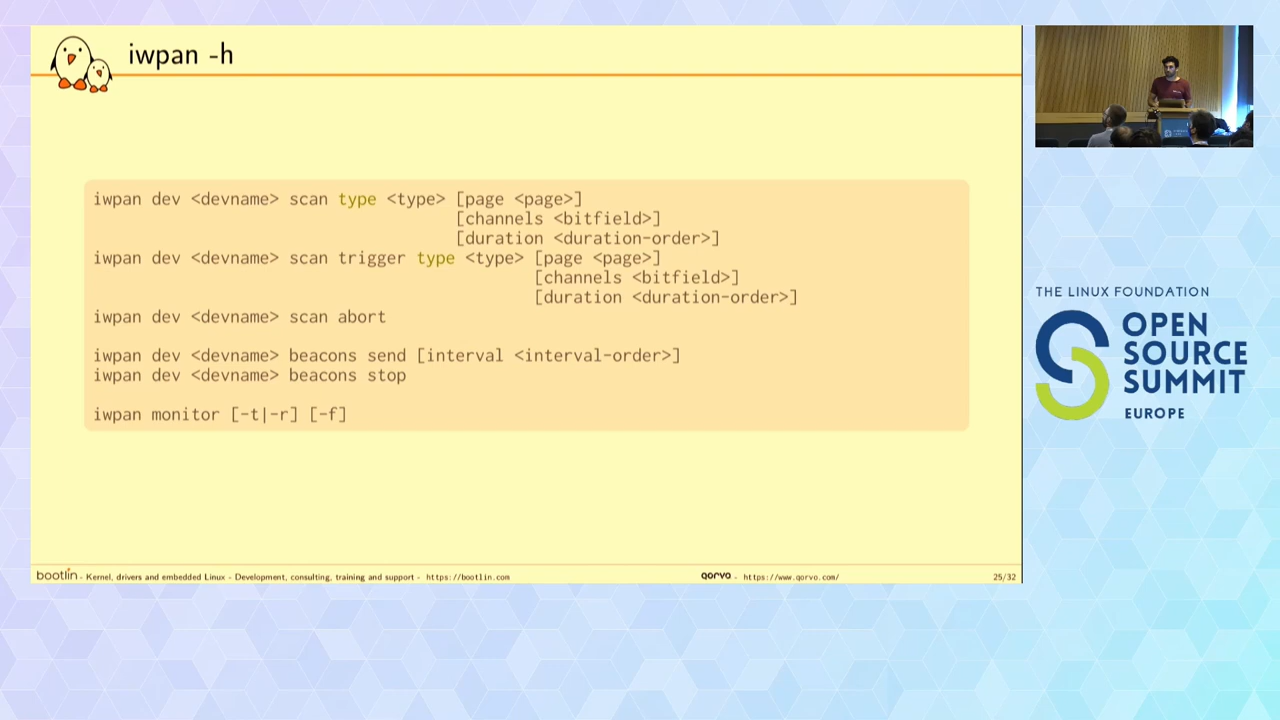 iwpan -h
iwpan dev <devname> scan type <type> [page <page>]
[channels <bitfield>]
[duration <duration-order>]
iwpan dev <devname> scan trigger type <type> [page <page>]
[channels <bitfield>]
[duration <duration-order>]
iwpan dev <devname> scan abort
iwpan dev <devname> beacons send [interval <interval-order>]
iwpan dev <devname> beacons stop
iwpan monitor [-t|-r] [-f]
bootlin - Kernel, drivers and embedded Linux - Development, consulting, training and support - https://bootlin.com
qorvo - https://www.qorvo.com/
25/32
THE LINUX FOUNDATION
OPEN
SOURCE
SUMMIT
EUROPE